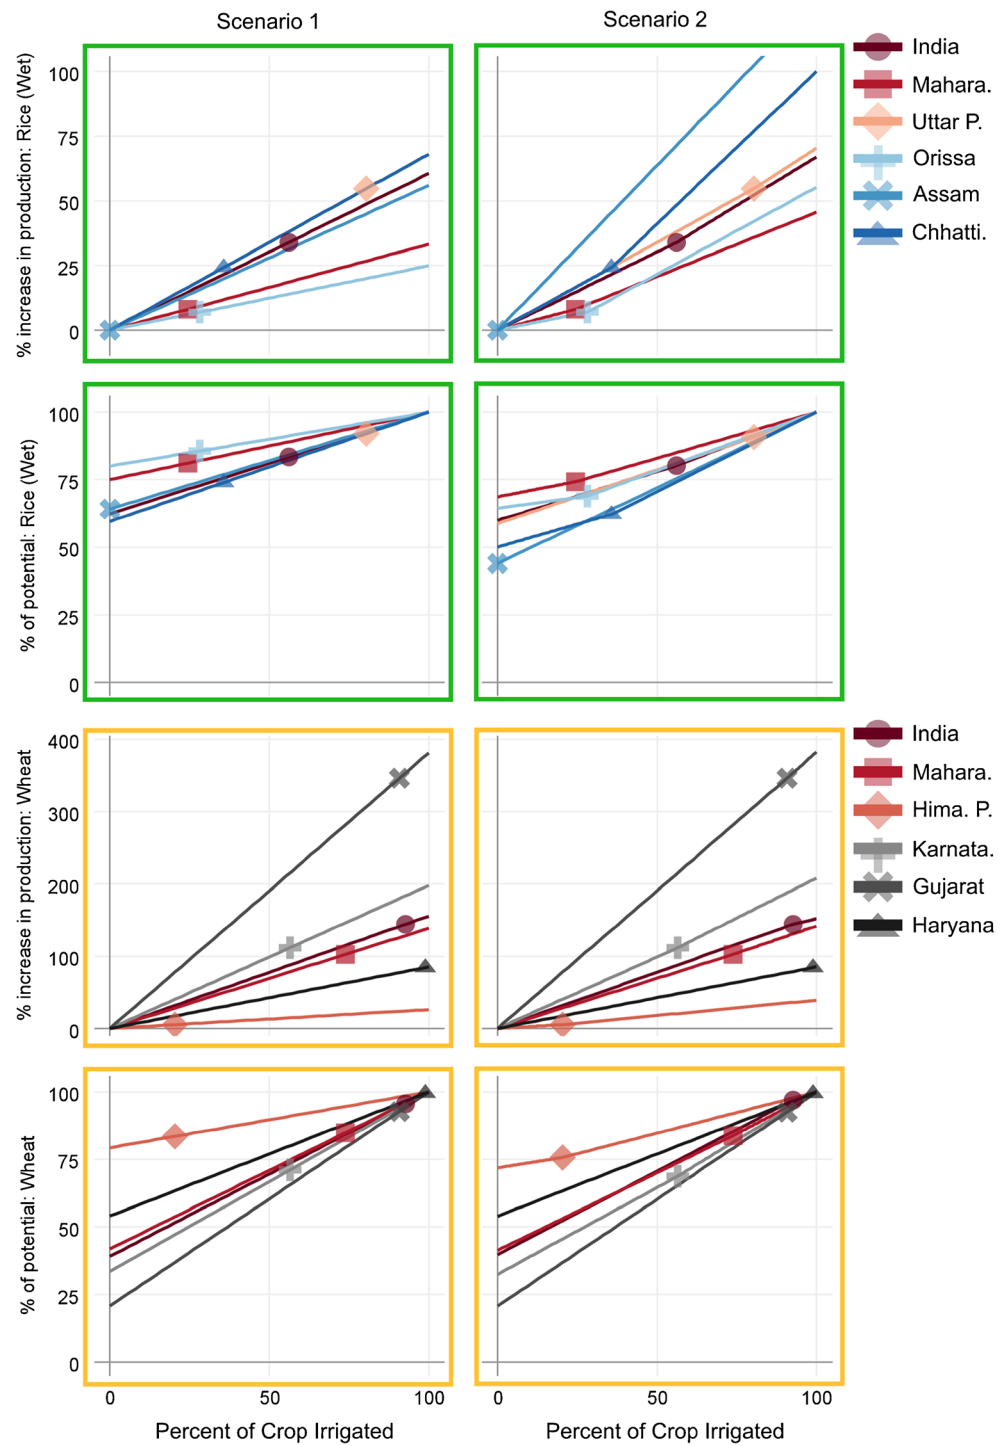 Scenario 1
Scenario 2
% increase in production: Rice (Wet)
100
75
50
25
0
India
Mahara.
Uttar P.
Orissa
Assam
Chhatti.
% of potential: Rice (Wet)
100
75
50
25
0
% increase in production: Wheat
400
300
200
100
0
India
Mahara.
Hima. P.
Karnata.
Gujarat
Haryana
% of potential: Wheat
100
75
50
25
0
0 50 100
0 50 100
Percent of Crop Irrigated
Percent of Crop Irrigated